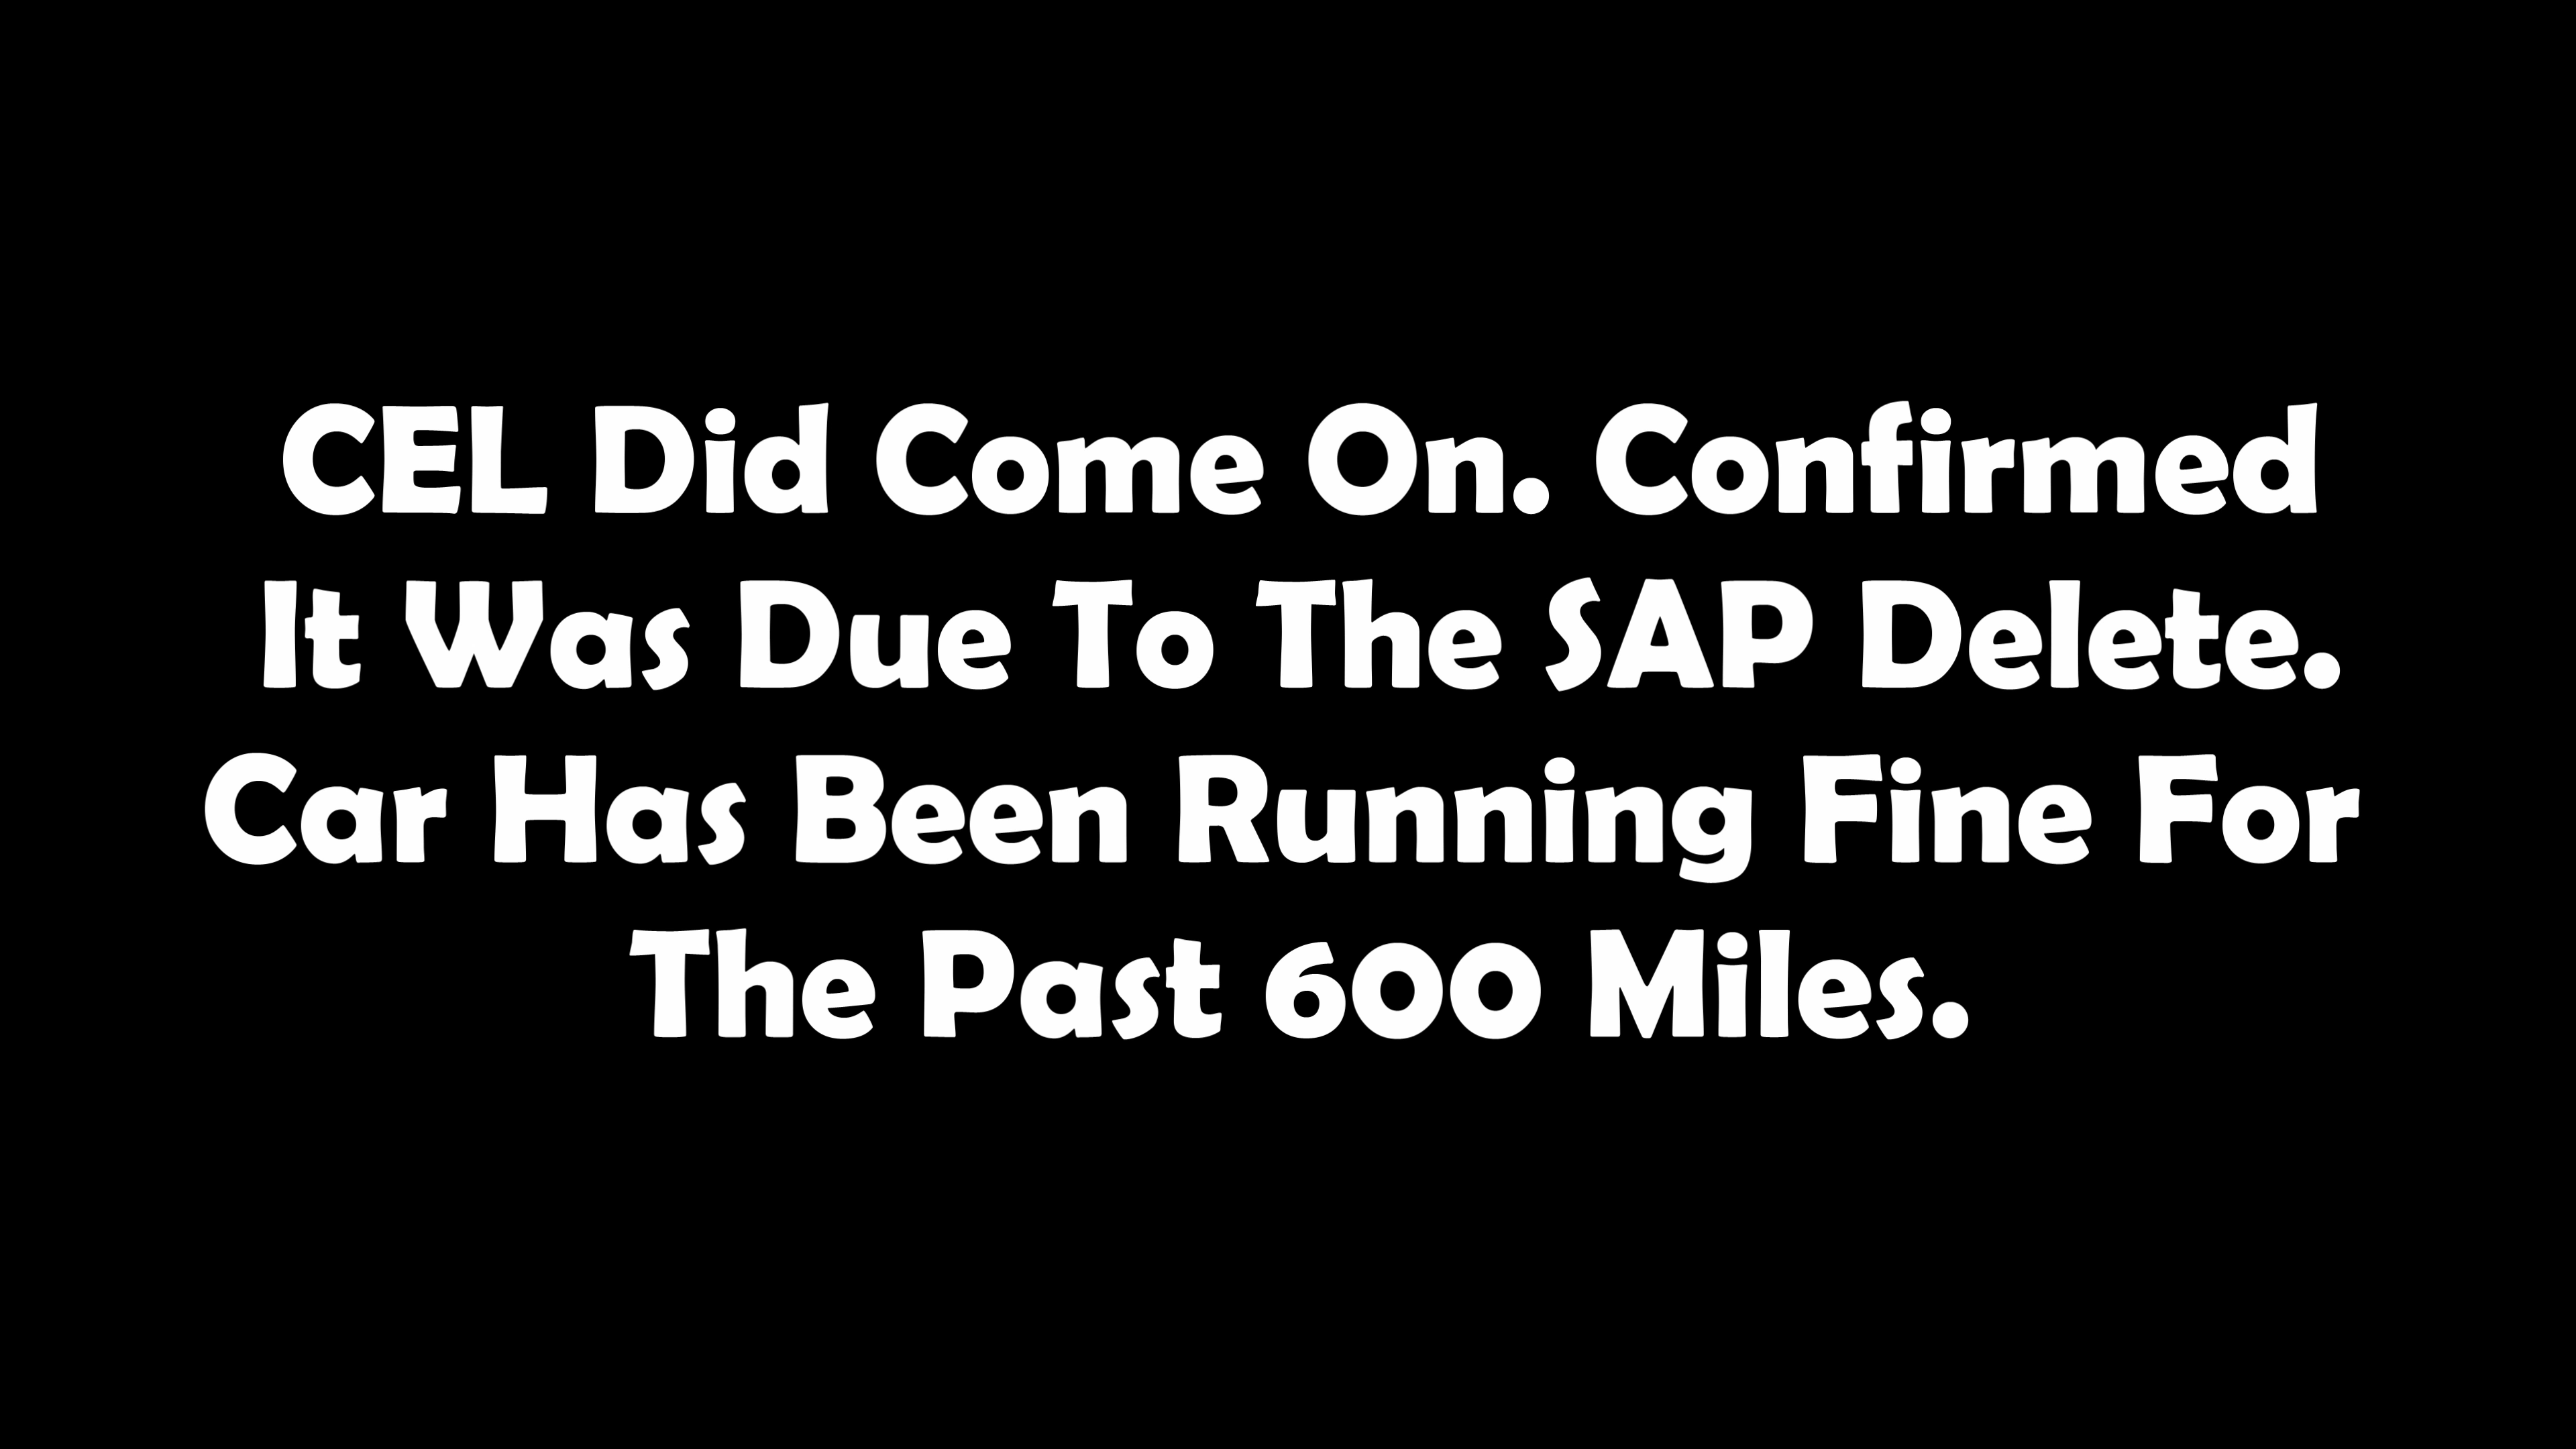 CEL Did Come On. Confirmed
It Was Due To The SAP Delete.
Car Has Been Running Fine For
The Past 600 Miles.